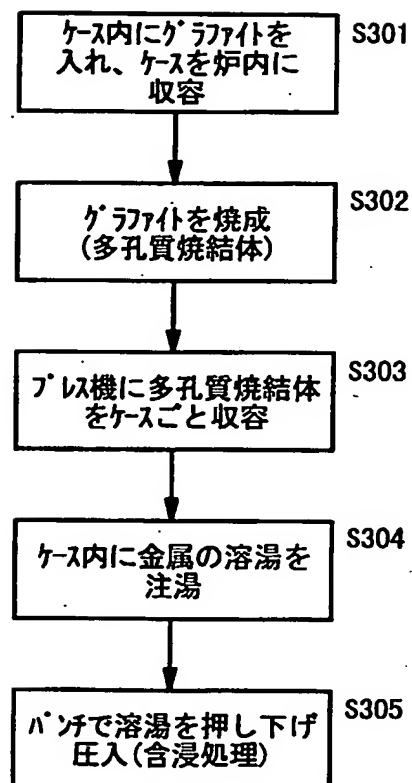 ケース内にグラファイトを
入れ、ケースを炉内に
収容
S301
グラファイトを焼成
(多孔質焼結体)
S302
プレス機に多孔質焼結体
をケースごと収容
S303
ケース内に金属の溶湯を
注湯
S304
パンチで溶湯を押し下げ
圧入(含浸処理)
S305